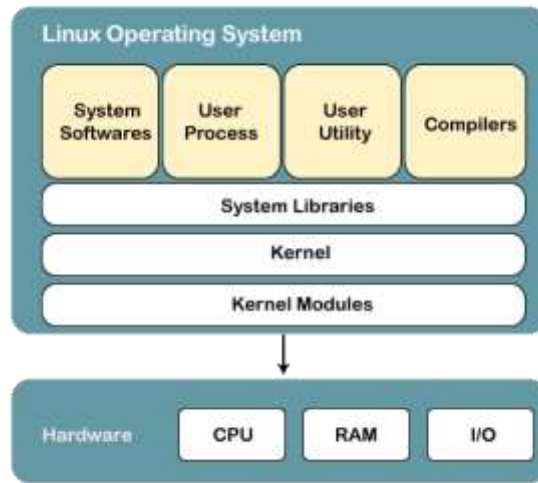 Linux Operating System
System Softwares
User Process
User Utility
Compilers
System Libraries
Kernel
Kernel Modules
Hardware
CPU
RAM
I/O